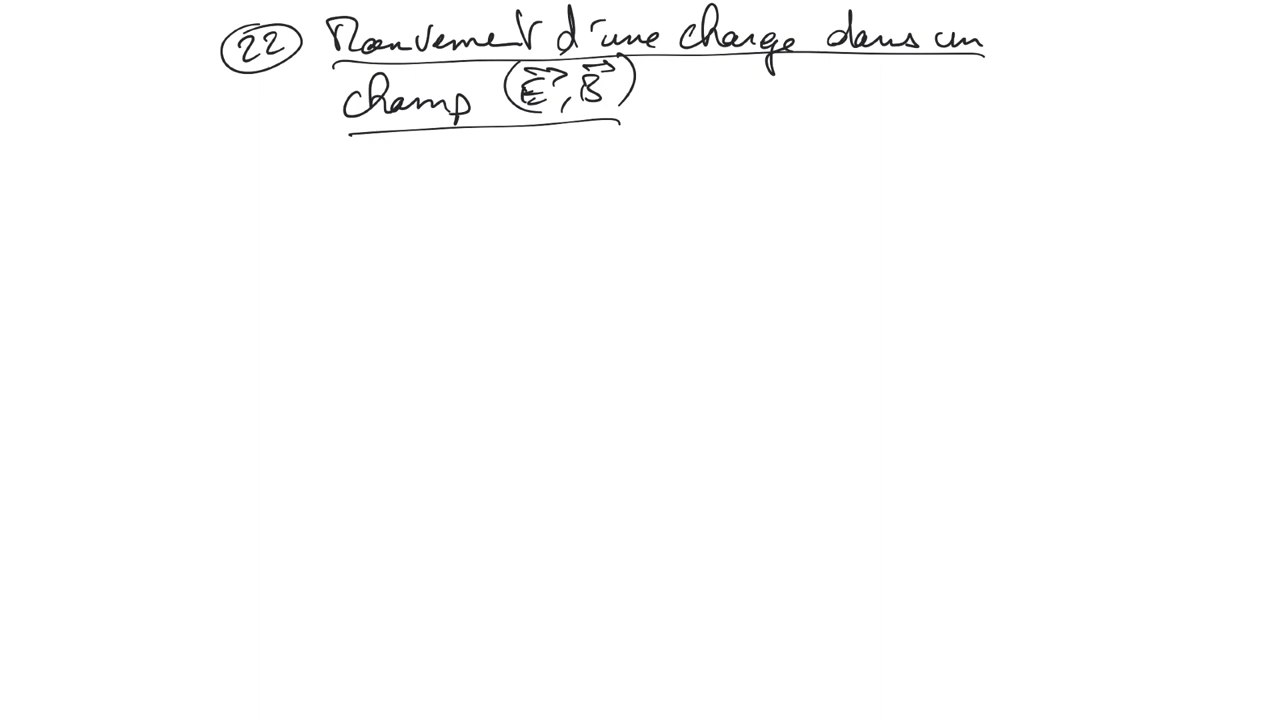 22 Mouvement d'une charge dans un
champ (E⃗, B⃗)